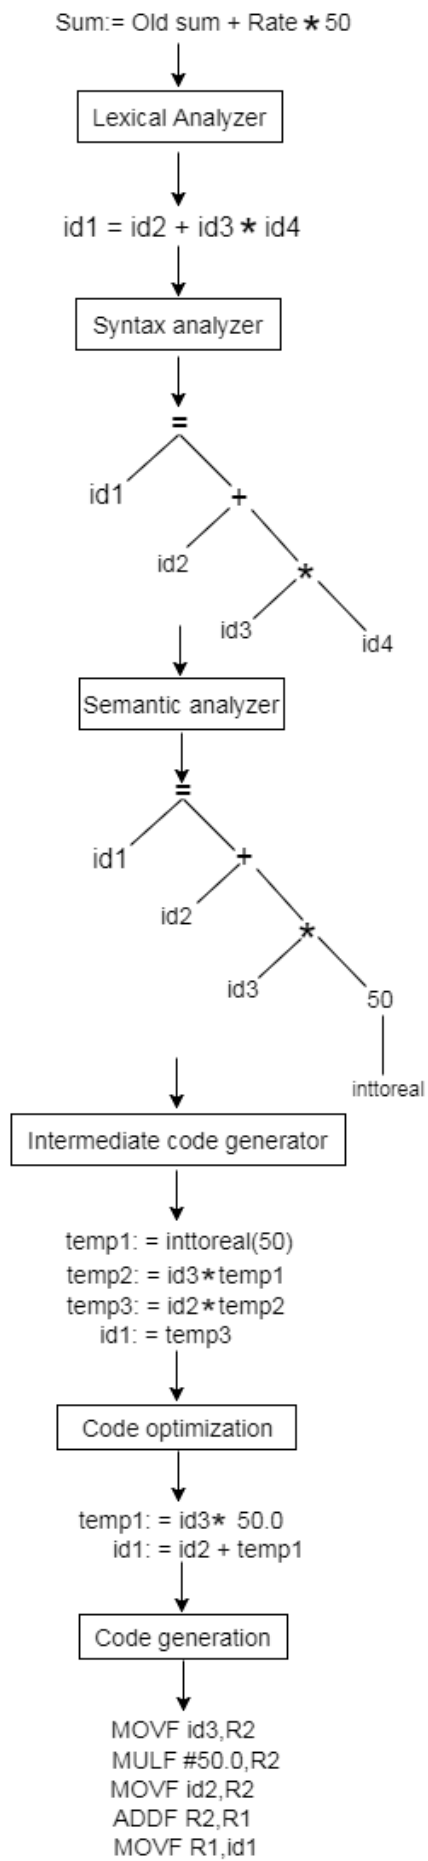 Sum:= Old sum + Rate * 50
Lexical Analyzer
id1 = id2 + id3 * id4
Syntax analyzer
=
id1
+
id2
*
id3
id4
Semantic analyzer
=
id1
+
id2
*
id3
50
inttoreal
Intermediate code generator
temp1: = inttoreal(50)
temp2: = id3*temp1
temp3: = id2*temp2
id1: = temp3
Code optimization
temp1: = id3* 50.0
id1: = id2 + temp1
Code generation
MOVF id3,R2
MULF #50.0,R2
MOVF id2,R2
ADDF R2,R1
MOVF R1,id1